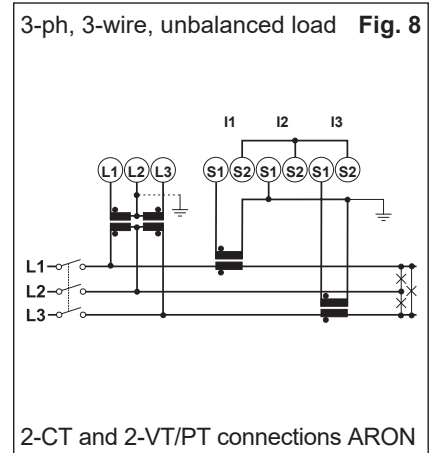 3-ph, 3-wire, unbalanced load Fig. 8
I1 I2 I3
L1 L2 L3 S1 S2 S1 S2 S1 S2
L1
L2
L3
2-CT and 2-VT/PT connections ARON